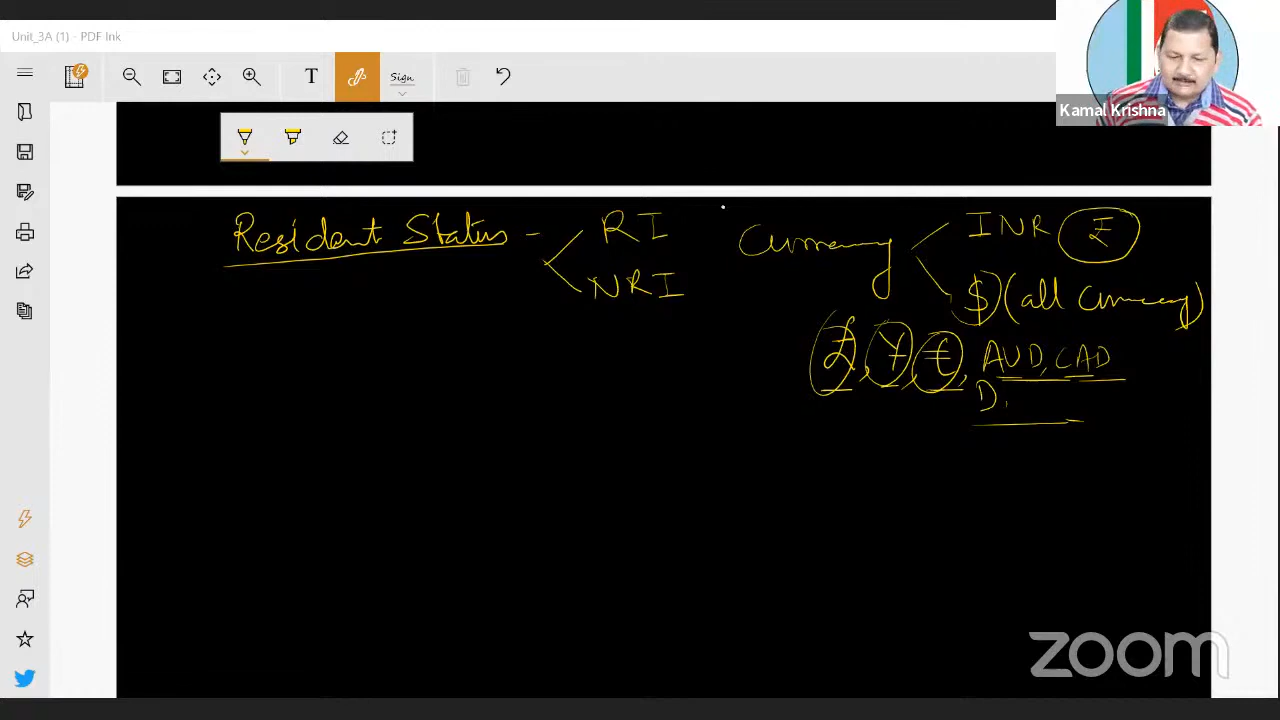 Unit_3A (1) - PDF Ink
T
Sign
Kamal Krishna
Resident Status - RI
NRI
Currency INR ₹
$ (all Currency)
£, ¥, €, AUD, CAD
D.
zoom